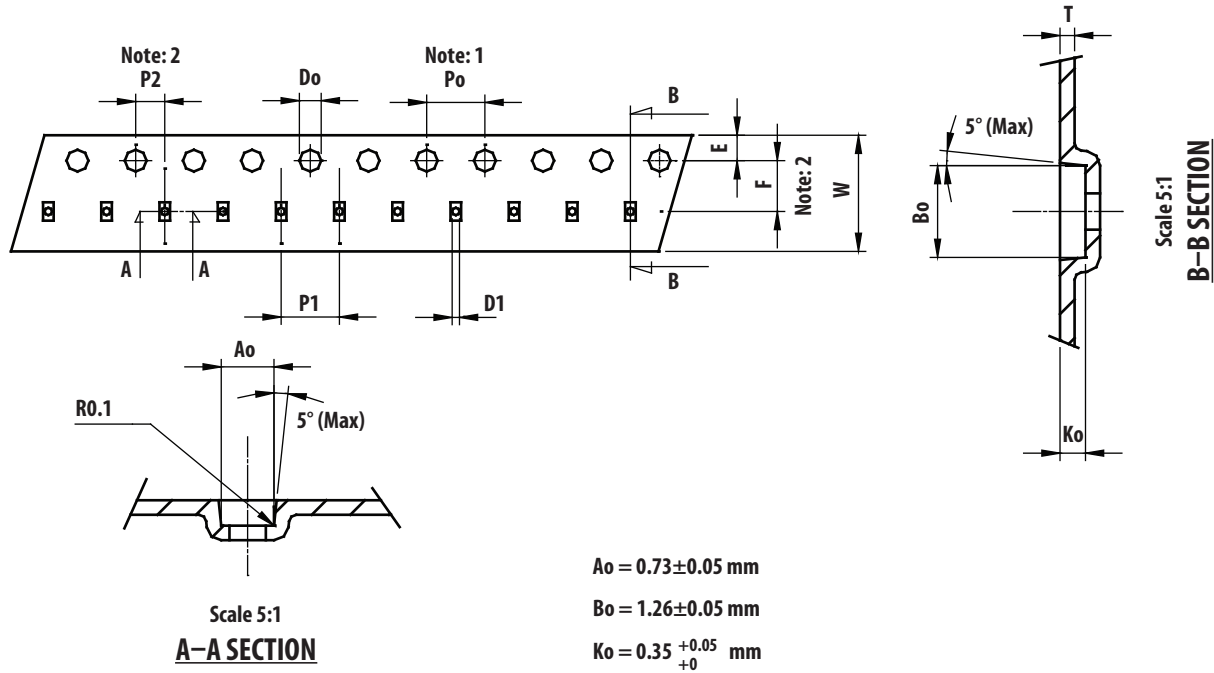 Note: 2
P2
Do
Note: 1
Po
B
E
F
Note: 2
W
B
A
A
P1
D1
T
5° (Max)
Bo
Ko
Scale 5:1
B–B SECTION
Ao
R0.1
5° (Max)
Scale 5:1
A–A SECTION
Ao = 0.73±0.05 mm
Bo = 1.26±0.05 mm
Ko = 0.35 +0.05 +0 mm